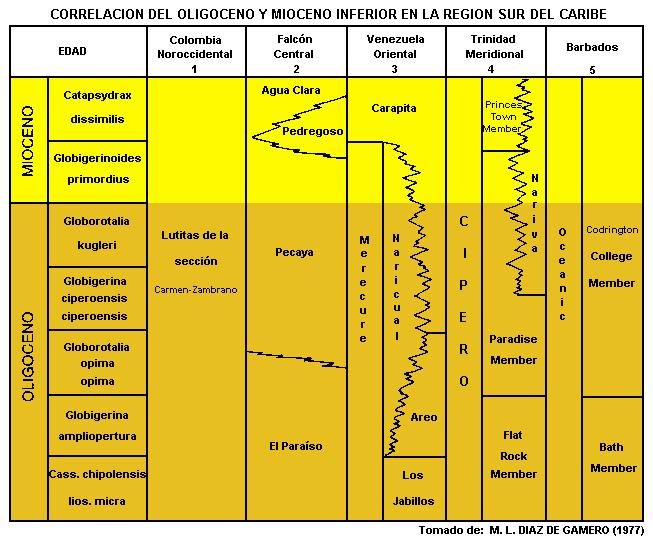 CORRELACION DEL OLIGOCENO Y MIOCENO INFERIOR EN LA REGION SUR DEL CARIBE
EDAD
Colombia
Noroccidental
1
Falcón
Central
2
Venezuela
Oriental
3
Trinidad
Meridional
4
Barbados
5
MIOCENO
Catapsydrax
dissimilis
Globigerinoides
primordius
OLIGOCENO
Globorotalia
kugleri
Globigerina
ciperoensis
ciperoensis
Globorotalia
opima
opima
Globigerina
ampliopertura
Cass. chipolensis
lios. micra
Lutitas de la
sección
Carmen-Zambrano
Agua Clara
Pedregoso
Pecaya
El Paraíso
Carapita
Merecure
Naricual
Areo
Los
Jabillos
CIPERO
Princes
Town
Member
Nariva
Paradise
Member
Flat
Rock
Member
Oceanic
Codrington
College
Member
Bath
Member
Tomado de: M. L. DIAZ DE GAMERO (1977)